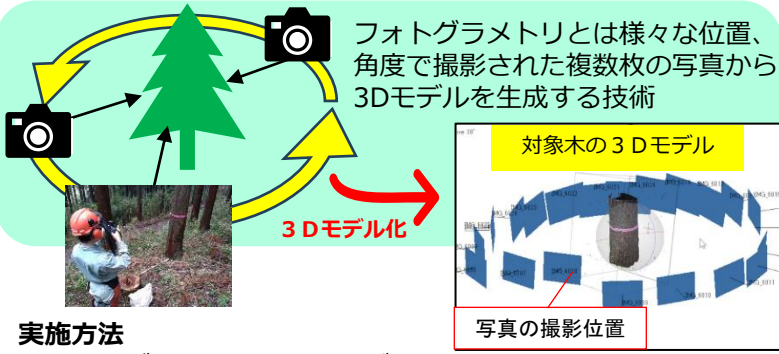 フォトグラメトリとは様々な位置、
角度で撮影された複数枚の写真から
3Dモデルを生成する技術
対象木の３Dモデル
３Dモデル化
写真の撮影位置
実施方法